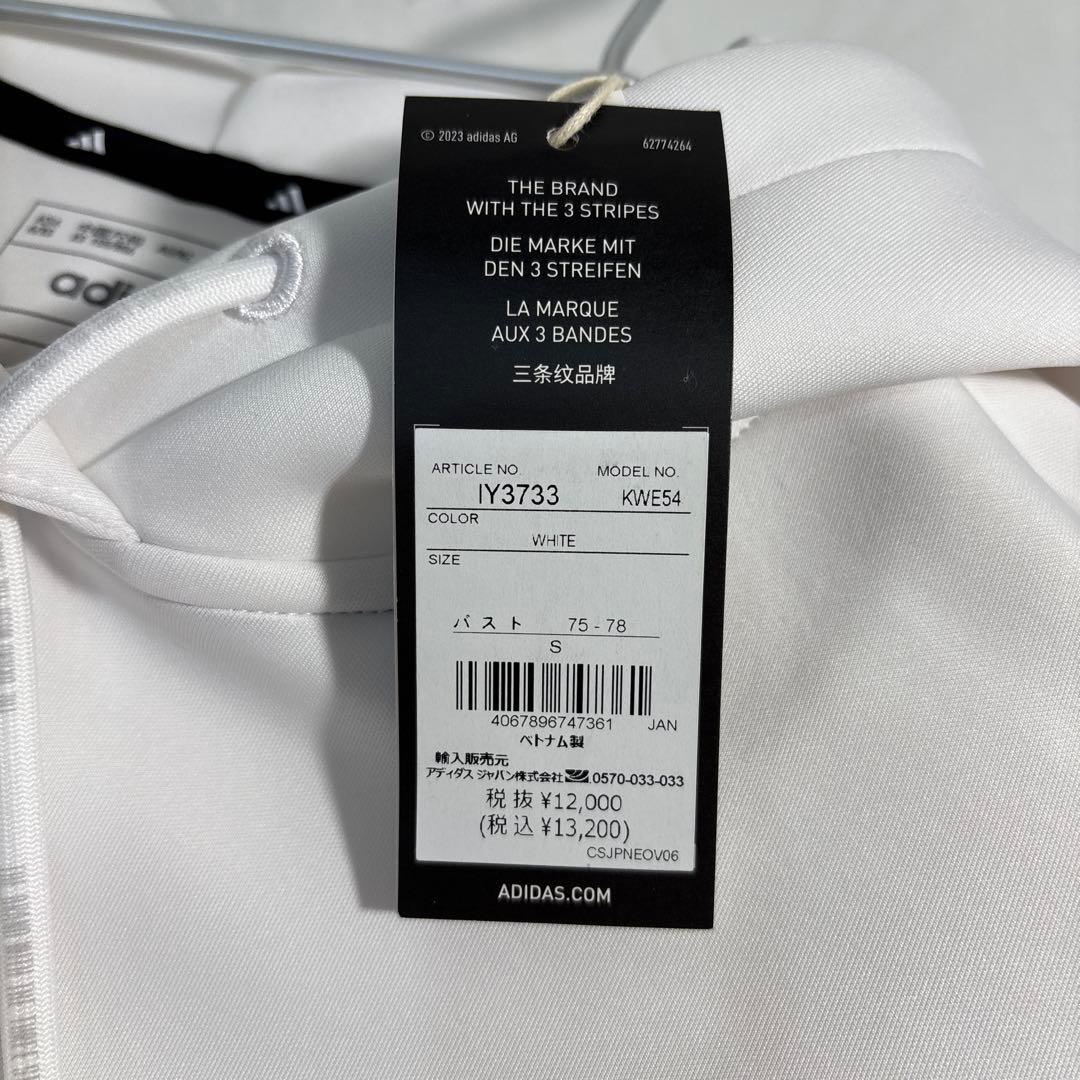 © 2023 adidas AG
62774264
THE BRAND
WITH THE 3 STRIPES
DIE MARKE MIT
DEN 3 STREIFEN
LA MARQUE
AUX 3 BANDES
三条纹品牌
ARTICLE NO. MODEL NO.
IY3733 KWE54
COLOR
WHITE
SIZE
バスト 75-78
S
4067896747361 JAN
ベトナム製
輸入販売元
アディダス ジャパン株式会社 0570-033-033
税抜 ¥12,000
(税込 ¥13,200)
CSJPNEOV06
ADIDAS.COM